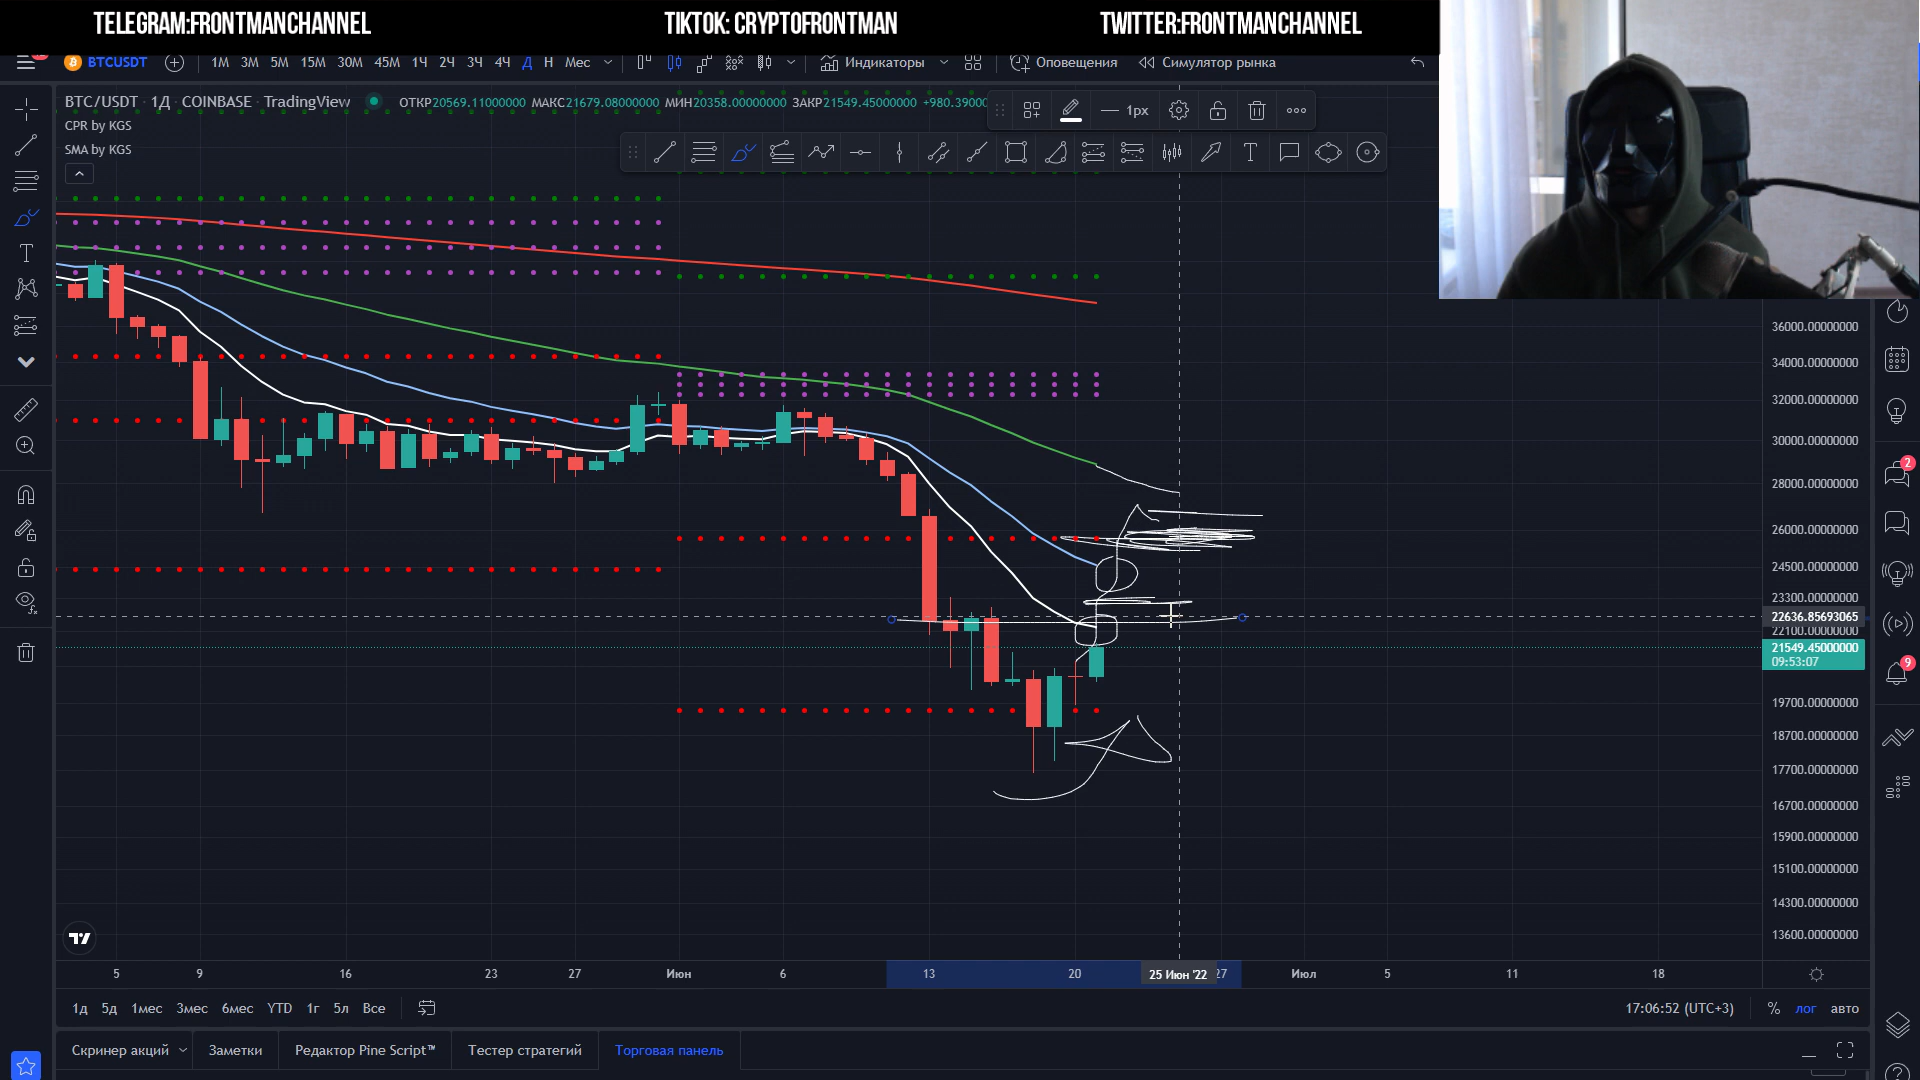 TELEGRAM:FRONTMANCHANNEL TIKTOK: CRYPTOFRONTMAN TWITTER:FRONTMANCHANNEL
BTCUSDT 1М 3М 5М 15М 30М 45М 1Ч 2Ч 3Ч 4Ч Д Н Мес Индикаторы Оповещения Симулятор рынка
BTC/USDT · 1Д · COINBASE · TradingView ОТКР20569.11000000 МАКС21679.08000000 МИН20358.00000000 ЗАКР21549.45000000 +980.3900
1px
CPR by KGS
SMA by KGS
36000.00000000
34000.00000000
32000.00000000
30000.00000000
28000.00000000
26000.00000000
24500.00000000
23300.00000000
22636.85693065
22100.00000000
21549.45000000
09:53:07
19700.00000000
18700.00000000
17700.00000000
16700.00000000
15900.00000000
15100.00000000
14300.00000000
13600.00000000
2
9
5 9 16 23 27 Июн 6 13 20 25 Июн '22 27 Июл 5 11 18
1д 5д 1мес 3мес 6мес YTD 1г 5л Все 17:06:52 (UTC+3) % лог авто
Скринер акций Заметки Редактор Pine Script™ Тестер стратегий Торговая панель